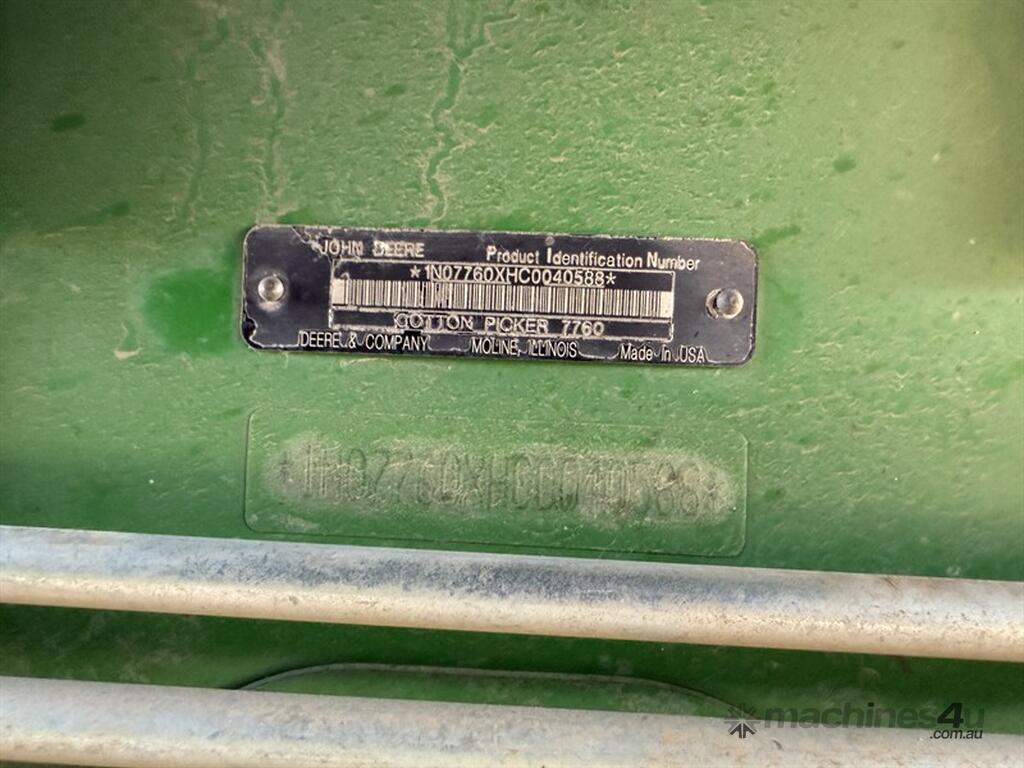 JOHN DEERE Product Identification Number
*1N07760XHC0040588*
COTTON PICKER 7760
DEERE & COMPANY MOLINE, ILLINOIS Made in USA
*1N07760XHC0040588*
machines4u
.com.au